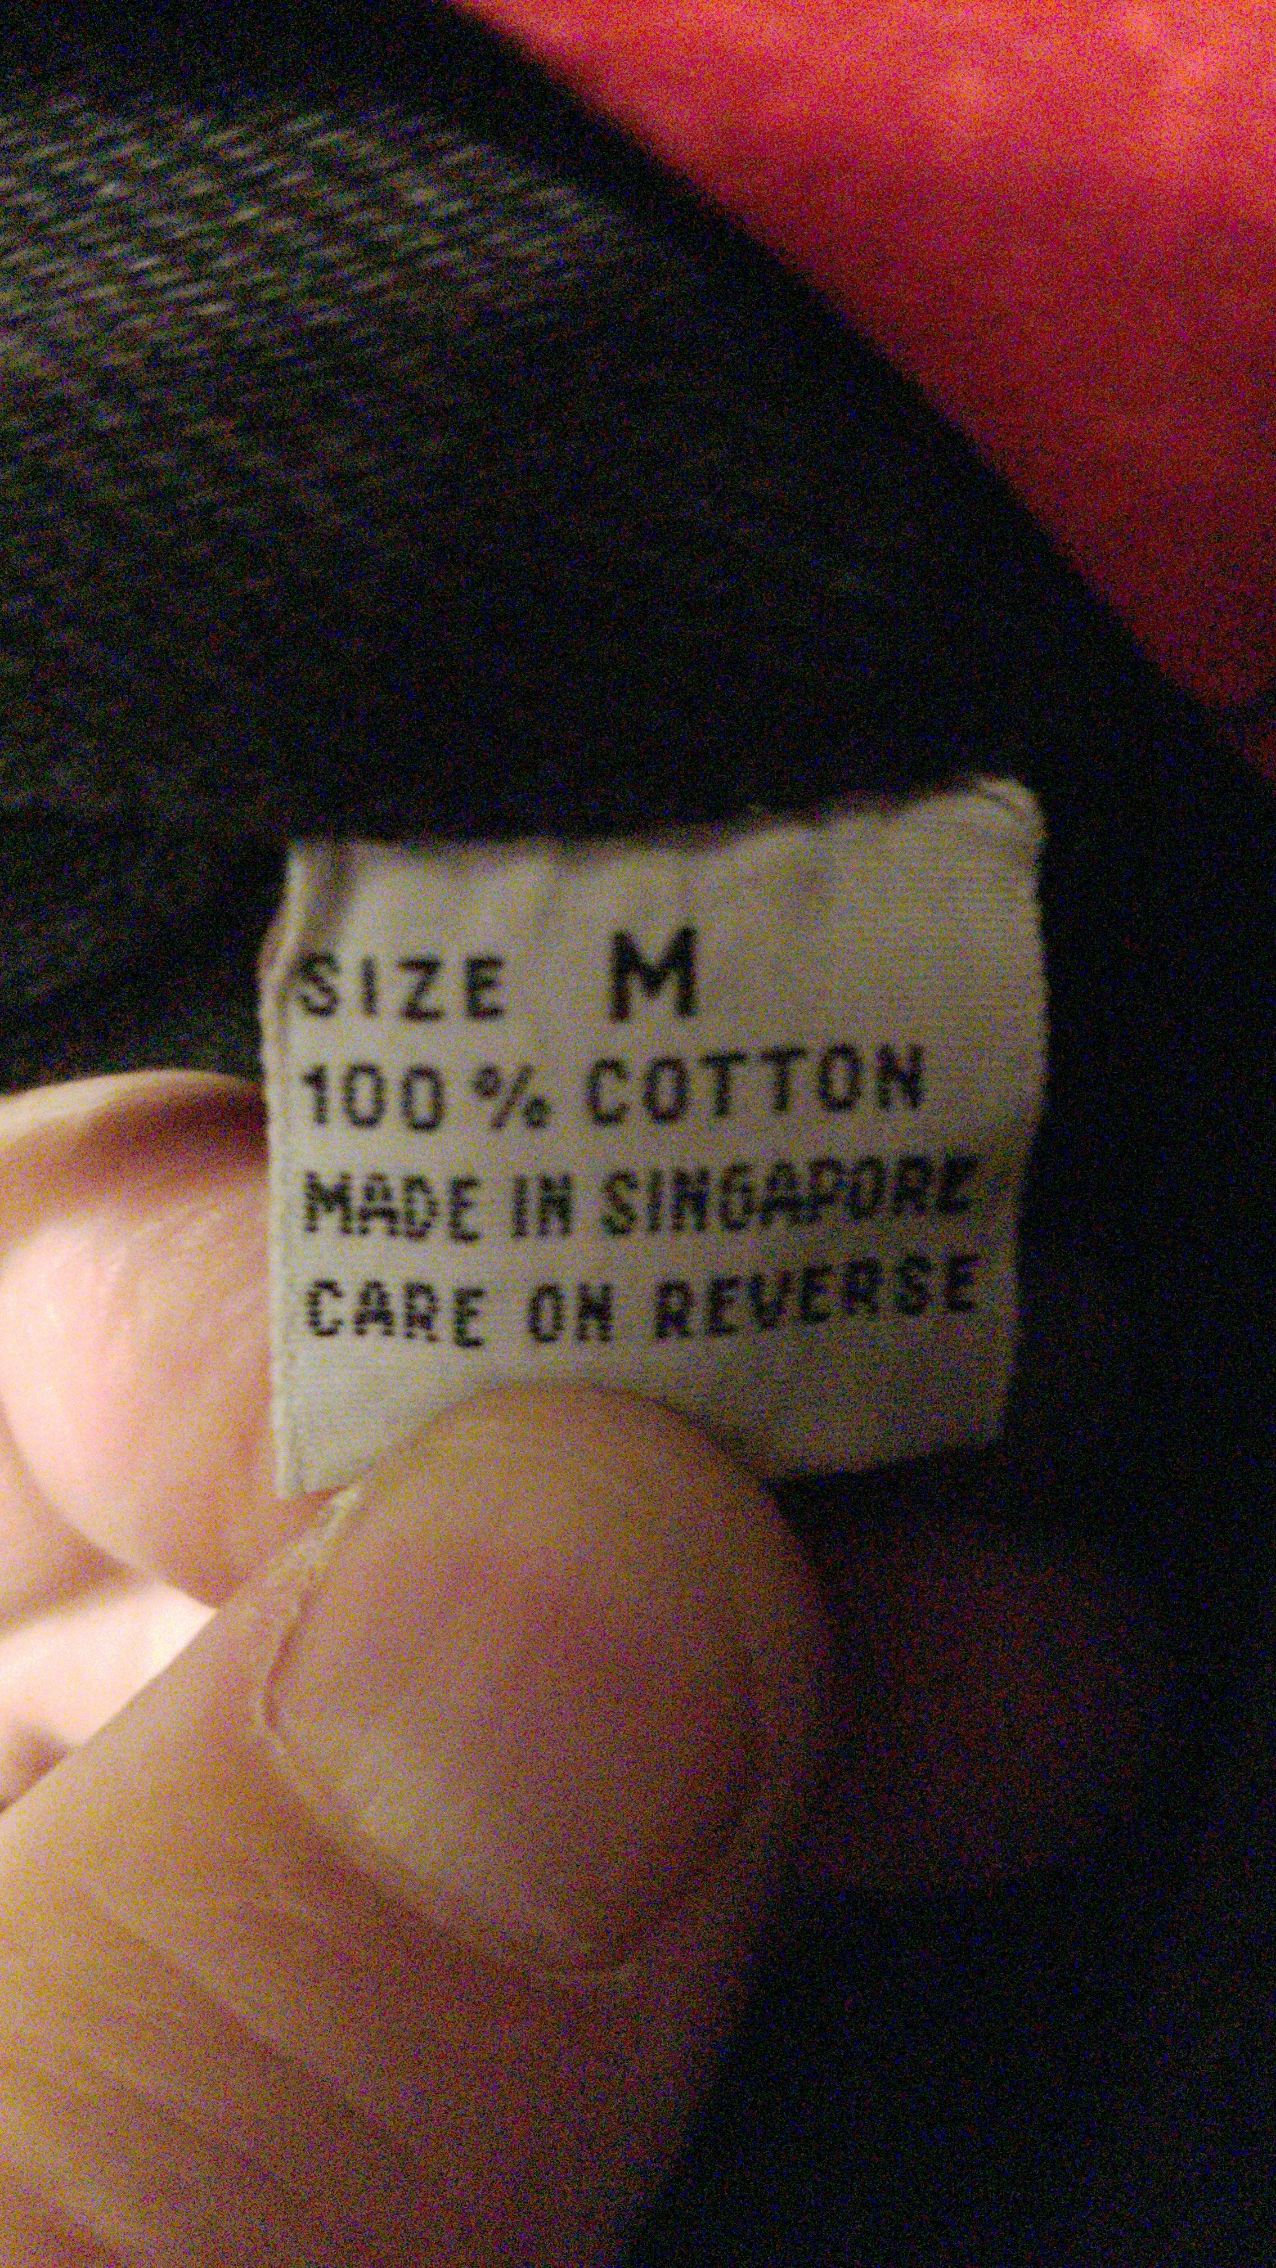 SIZE M
100% COTTON
MADE IN SINGAPORE
CARE ON REVERSE